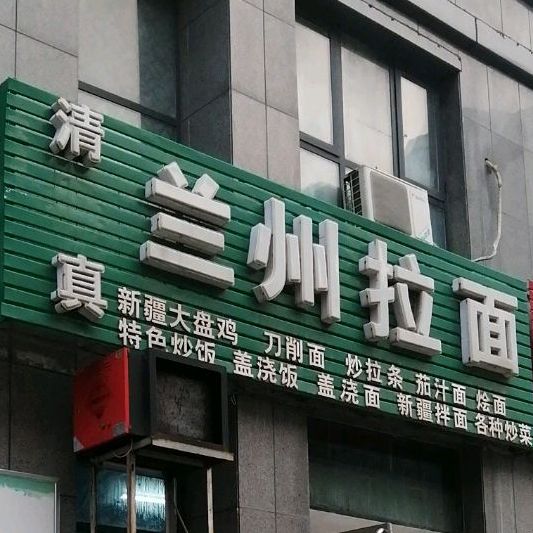 清真
兰州拉面
新疆大盘鸡 刀削面 炒拉条 茄汁面 烩面
特色炒饭 盖浇饭 盖浇面 新疆拌面 各种炒菜